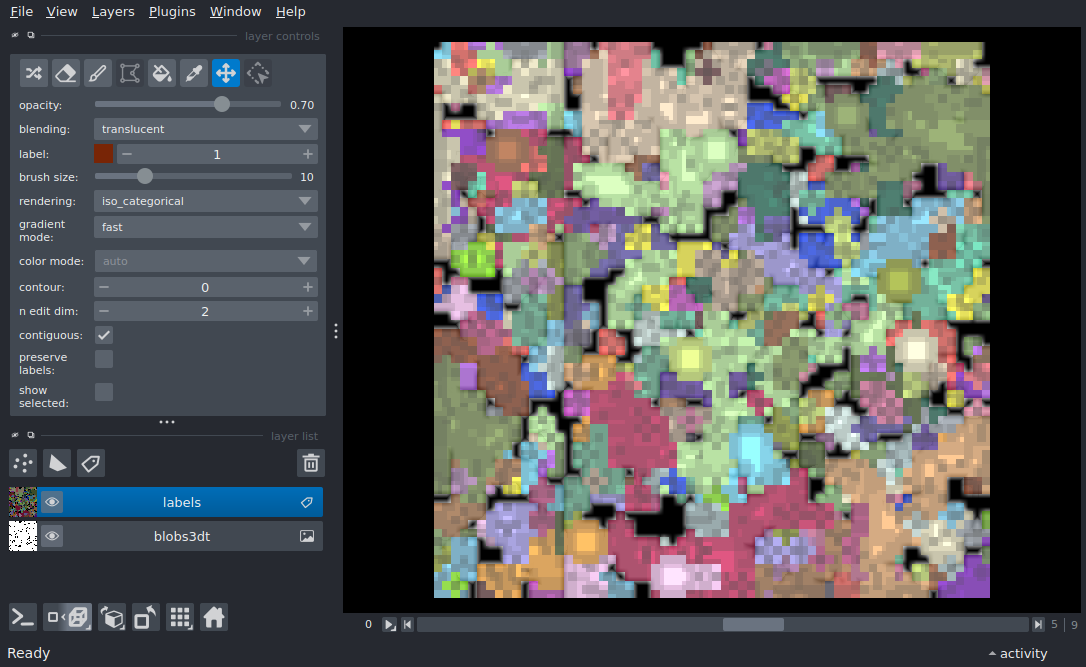 File View Layers Plugins Window Help
layer controls
opacity: 0.70
blending: translucent
label: 1
brush size: 10
rendering: iso_categorical
gradient
mode: fast
color mode: auto
contour: 0
n edit dim: 2
contiguous:
preserve
labels:
show
selected:
layer list
labels
blobs3dt
0 5 9
Ready activity